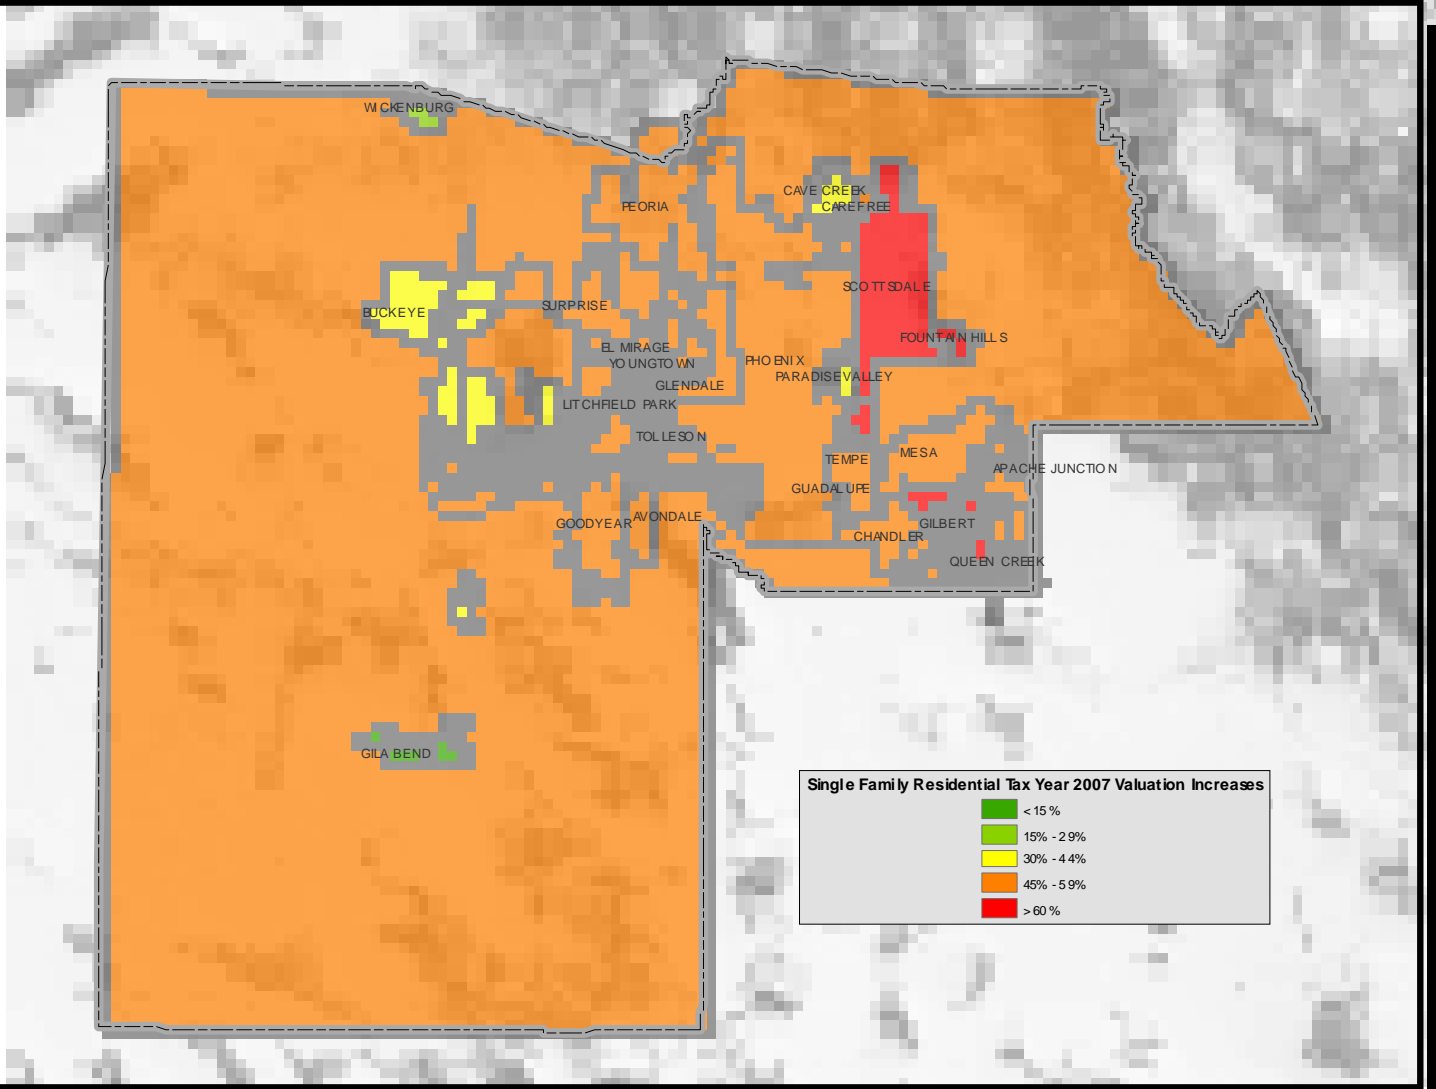 WICKENBURG
CAVE CREEK
PEORIA
CAREFREE
SCOTTSDALE
SURPRISE
BUCKEYE
FOUNTAIN HILLS
EL MIRAGE
YOUNGTOWN
PHOENIX
PARADISE VALLEY
GLENDALE
LITCHFIELD PARK
TOLLESON
MESA
TEMPE
APACHE JUNCTION
GUADALUPE
AVONDALE
GOODYEAR
GILBERT
CHANDLER
QUEEN CREEK
GILA BEND
Single Family Residential Tax Year 2007 Valuation Increases
<15%
15% - 29%
30% - 44%
45% - 59%
>60%